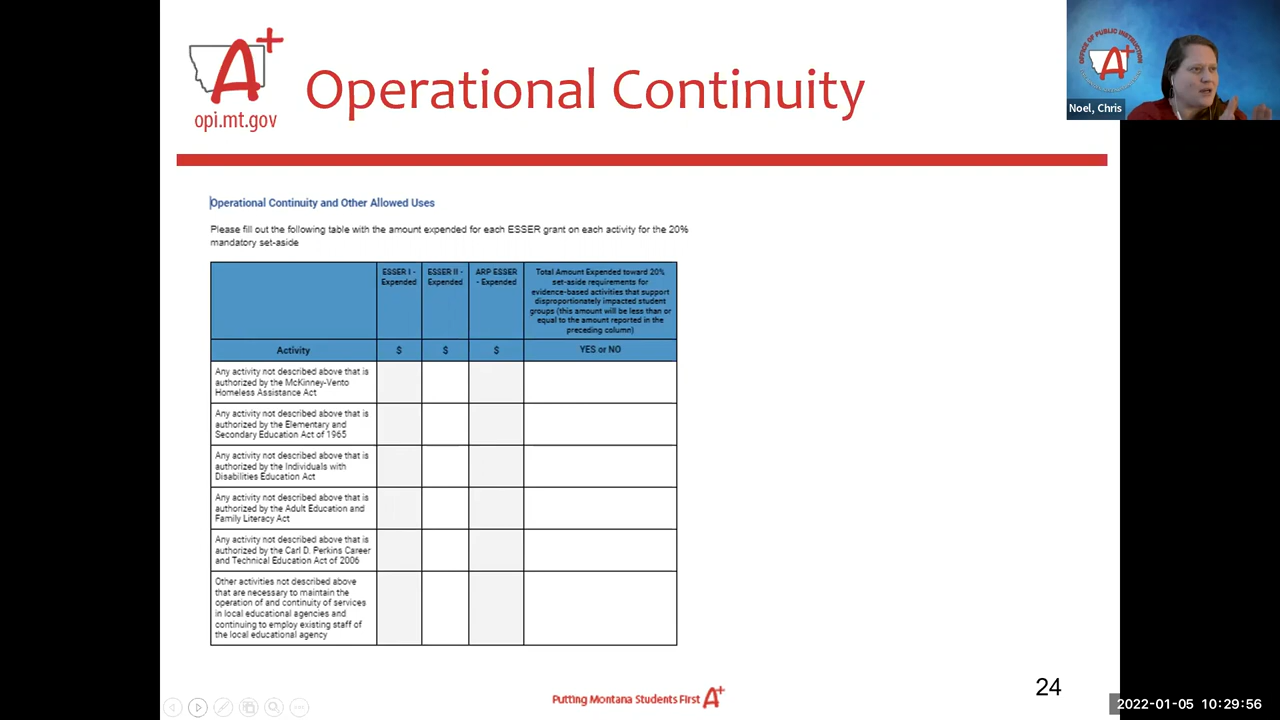 A+
opi.mt.gov
Operational Continuity
OFFICE OF PUBLIC INSTRUCTION
A+
Noel, Chris
Operational Continuity and Other Allowed Uses
Please fill out the following table with the amount expended for each ESSER grant on each activity for the 20%
mandatory set-aside
ESSER I -
Expended
ESSER II -
Expended
ARP ESSER
- Expended
Total Amount Expended toward 20%
set-aside requirements for
evidence-based activities that support
disproportionately impacted student
groups (this amount will be less than or
equal to the amount reported in the
preceding column)
Activity
$
$
$
YES or NO
Any activity not described above that is
authorized by the McKinney-Vento
Homeless Assistance Act
Any activity not described above that is
authorized by the Elementary and
Secondary Education Act of 1965
Any activity not described above that is
authorized by the Individuals with
Disabilities Education Act
Any activity not described above that is
authorized by the Adult Education and
Family Literacy Act
Any activity not described above that is
authorized by the Carl D. Perkins Career
and Technical Education Act of 2006
Other activities not described above
that are necessary to maintain the
operation of and continuity of services
in local educational agencies and
continuing to employ existing staff of
the local educational agency
Putting Montana Students First A+
24
2022-01-05 10:29:56